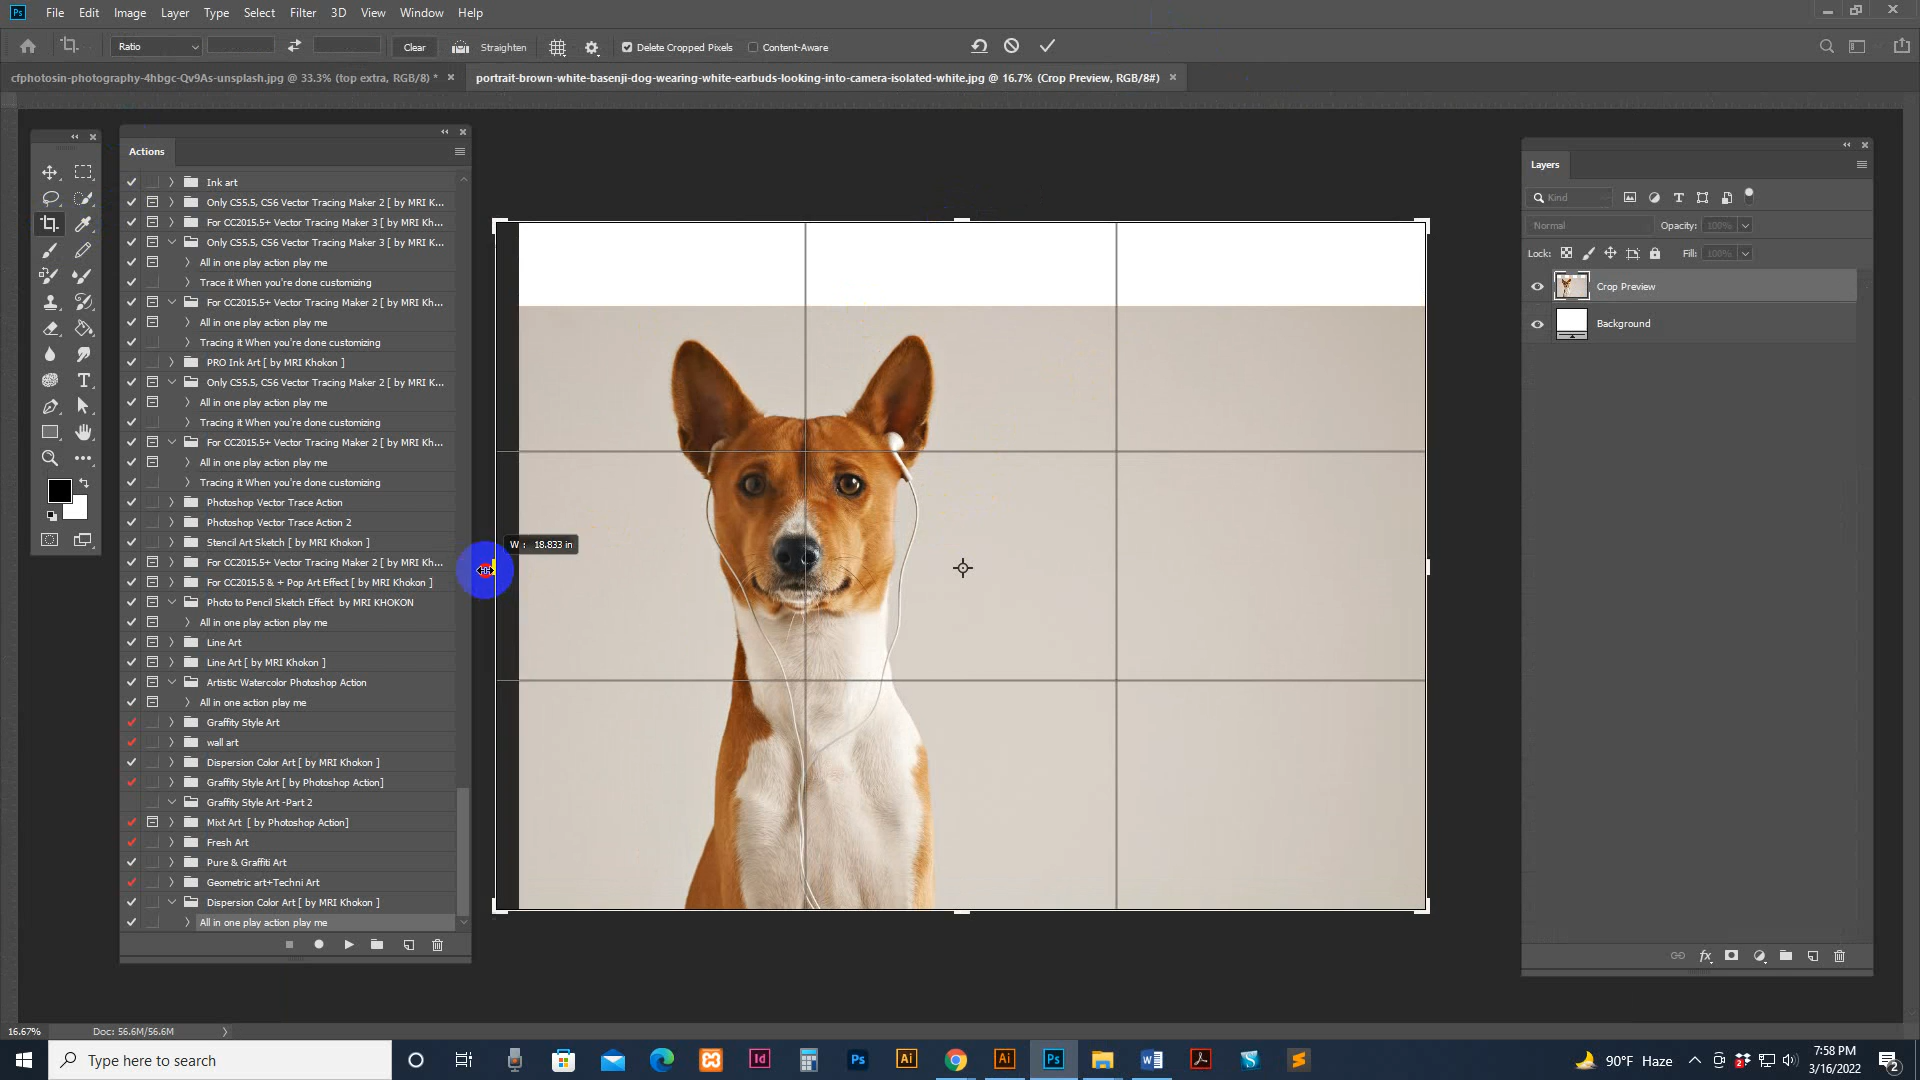 Ps File Edit Image Layer Type Select Filter 3D View Window Help
Ratio Clear Straighten Delete Cropped Pixels Content-Aware
cfphotosin-photography-4hbgc-Qv9As-unsplash.jpg @ 33.3% (top extra, RGB/8) * × portrait-brown-white-basenji-dog-wearing-white-earbuds-looking-into-camera-isolated-white.jpg @ 16.7% (Crop Preview, RGB/8#) ×
Actions
Ink art
Only CS5.5, CS6 Vector Tracing Maker 2 [ by MRI K...
For CC2015.5+ Vector Tracing Maker 3 [ by MRI Kh...
Only CS5.5, CS6 Vector Tracing Maker 3 [ by MRI K...
All in one play action play me
Trace it When you're done customizing
For CC2015.5+ Vector Tracing Maker 2 [ by MRI Kh...
All in one play action play me
Tracing it When you're done customizing
PRO Ink Art [ by MRI Khokon ]
Only CS5.5, CS6 Vector Tracing Maker 2 [ by MRI K...
All in one play action play me
Tracing it When you're done customizing
For CC2015.5+ Vector Tracing Maker 2 [ by MRI Kh...
All in one play action play me
Tracing it When you're done customizing
Photoshop Vector Trace Action
Photoshop Vector Trace Action 2
Stencil Art Sketch [ by MRI Khokon ]
For CC2015.5+ Vector Tracing Maker 2 [ by MRI Kh...
For CC2015.5 & + Pop Art Effect [ by MRI Khokon ]
Photo to Pencil Sketch Effect by MRI KHOKON
All in one play action play me
Line Art
Line Art [ by MRI Khokon ]
Artistic Watercolor Photoshop Action
All in one action play me
Graffity Style Art
wall art
Dispersion Color Art [ by MRI Khokon ]
Graffity Style Art [ by Photoshop Action]
Graffity Style Art -Part 2
Mixt Art [ by Photoshop Action]
Fresh Art
Pure & Graffiti Art
Geometric art+Techni Art
Dispersion Color Art [ by MRI Khokon ]
All in one play action play me
W : 18.833 in
Layers
Kind
Normal Opacity: 100%
Lock: Fill: 100%
Crop Preview
Background
fx
16.67% Doc: 56.6M/56.6M
Type here to search
Id Ps Ai Ai Ps
90°F Haze
7:58 PM
3/16/2022
2